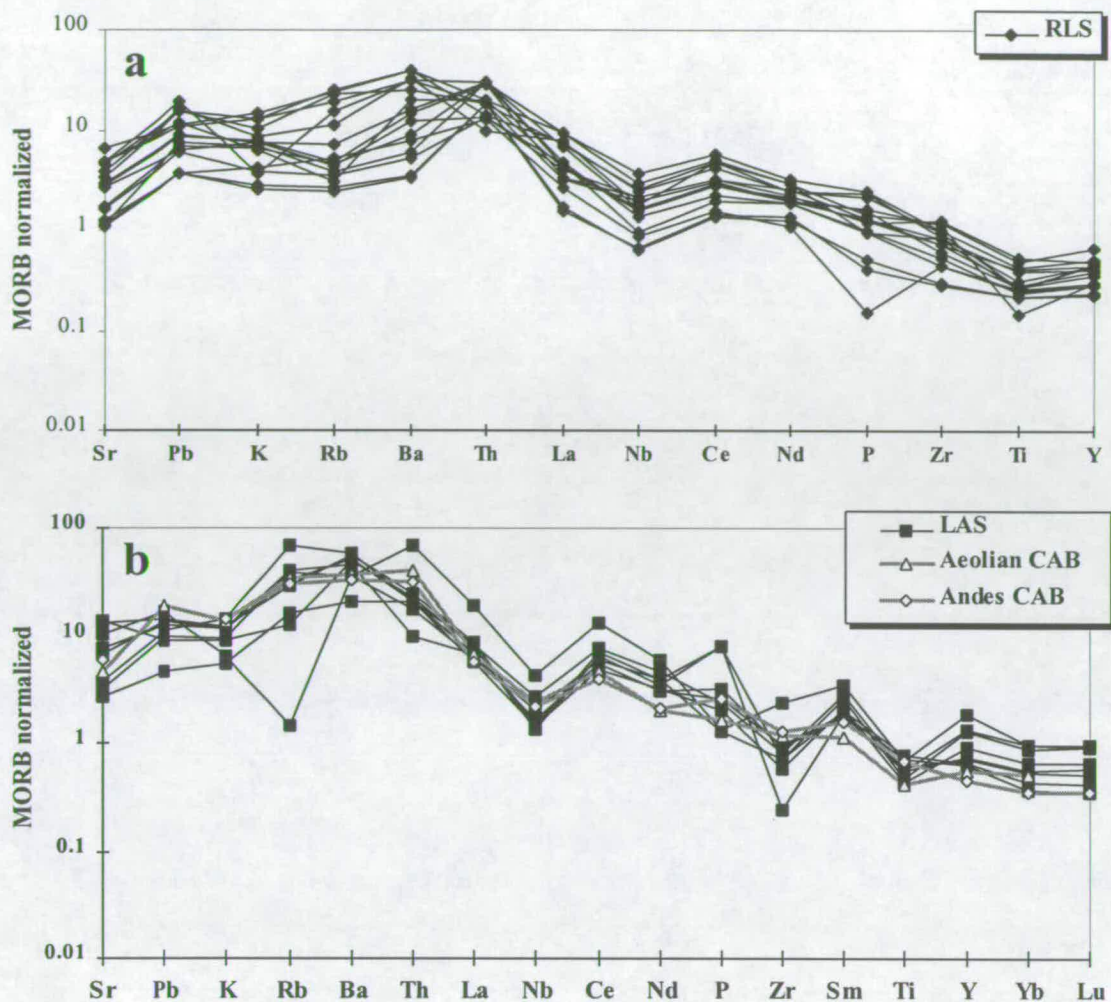 a
RLS
MORB normalized
100
10
1
0.1
0.01
Sr Pb K Rb Ba Th La Nb Ce Nd P Zr Ti Y
b
LAS
Aeolian CAB
Andes CAB
MORB normalized
100
10
1
0.1
0.01
Sr Pb K Rb Ba Th La Nb Ce Nd P Zr Sm Ti Y Yb Lu